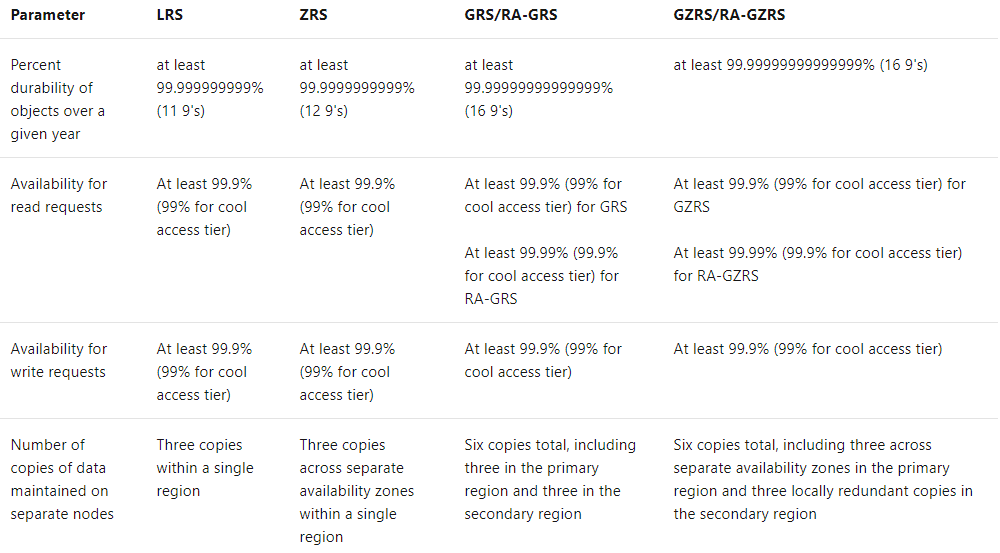 Parameter
LRS
ZRS
GRS/RA-GRS
GZRS/RA-GZRS
Percent
durability of
objects over a
given year
at least
99.999999999%
(11 9's)
at least
99.9999999999%
(12 9's)
at least
99.99999999999999%
(16 9's)
at least 99.99999999999999% (16 9's)
Availability for
read requests
At least 99.9%
(99% for cool
access tier)
At least 99.9%
(99% for cool
access tier)
At least 99.9% (99% for
cool access tier) for GRS
At least 99.99% (99.9%
for cool access tier) for
RA-GRS
At least 99.9% (99% for cool access tier) for
GZRS
At least 99.99% (99.9% for cool access tier)
for RA-GZRS
Availability for
write requests
At least 99.9%
(99% for cool
access tier)
At least 99.9%
(99% for cool
access tier)
At least 99.9% (99% for
cool access tier)
At least 99.9% (99% for cool access tier)
Number of
copies of data
maintained on
separate nodes
Three copies
within a single
region
Three copies
across separate
availability zones
within a single
region
Six copies total, including
three in the primary
region and three in the
secondary region
Six copies total, including three across
separate availability zones in the primary
region and three locally redundant copies in
the secondary region